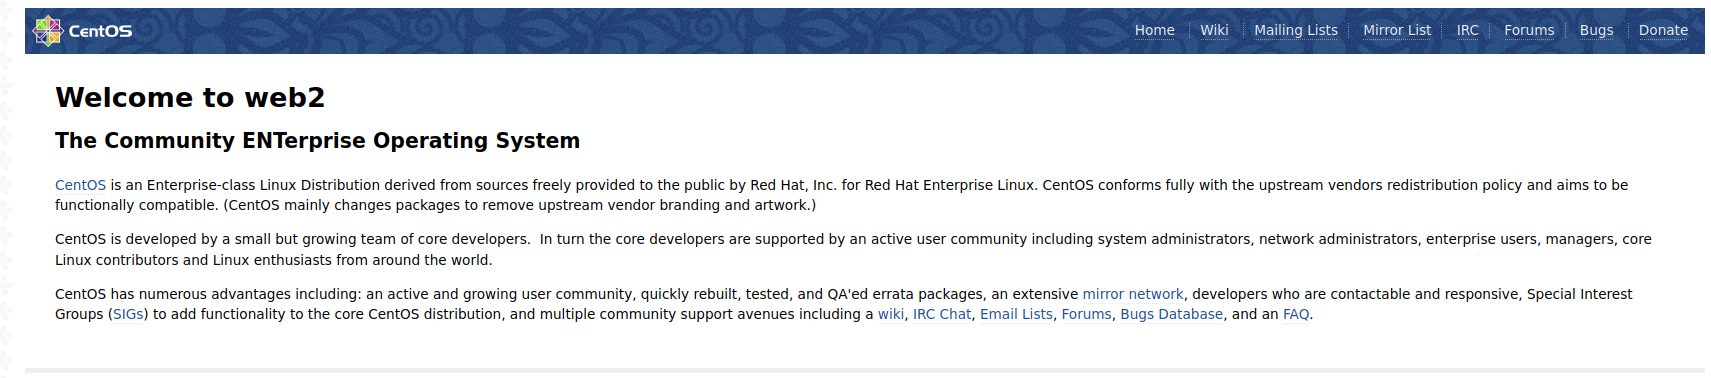 CentOS
Home Wiki Mailing Lists Mirror List IRC Forums Bugs Donate
Welcome to web2
The Community ENTerprise Operating System
CentOS is an Enterprise-class Linux Distribution derived from sources freely provided to the public by Red Hat, Inc. for Red Hat Enterprise Linux. CentOS conforms fully with the upstream vendors redistribution policy and aims to be
functionally compatible. (CentOS mainly changes packages to remove upstream vendor branding and artwork.)
CentOS is developed by a small but growing team of core developers.  In turn the core developers are supported by an active user community including system administrators, network administrators, enterprise users, managers, core
Linux contributors and Linux enthusiasts from around the world.
CentOS has numerous advantages including: an active and growing user community, quickly rebuilt, tested, and QA'ed errata packages, an extensive mirror network, developers who are contactable and responsive, Special Interest
Groups (SIGs) to add functionality to the core CentOS distribution, and multiple community support avenues including a wiki, IRC Chat, Email Lists, Forums, Bugs Database, and an FAQ.